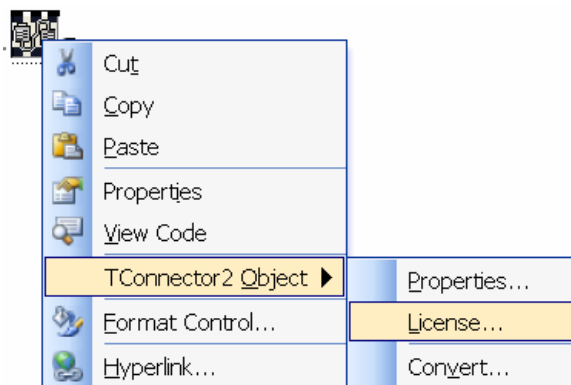 Cut
Copy
Paste
Properties
View Code
TConnector2 Object
Properties...
Format Control...
License...
Hyperlink...
Convert...